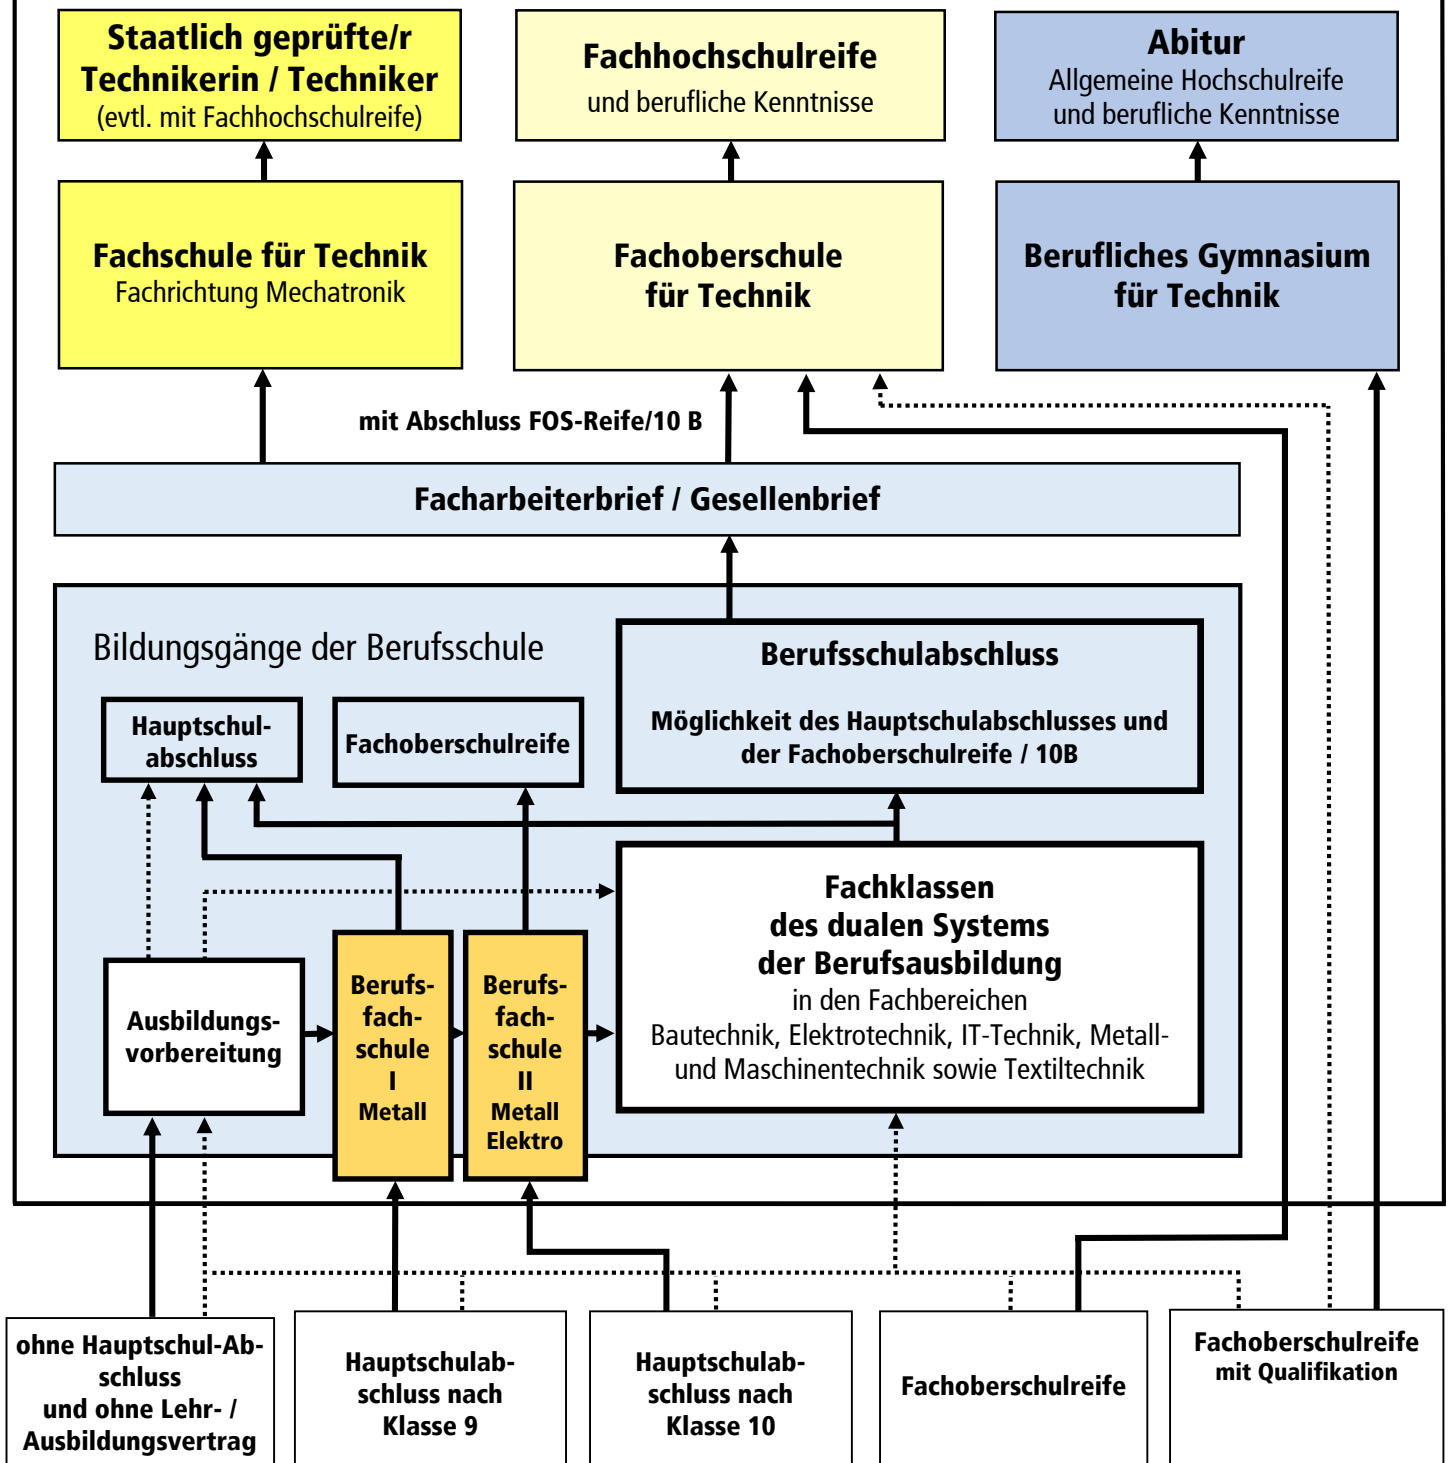 Staatlich geprüfte/r
Technikerin / Techniker
(evtl. mit Fachhochschulreife)
Fachhochschulreife
und berufliche Kenntnisse
Abitur
Allgemeine Hochschulreife
und berufliche Kenntnisse
Fachschule für Technik
Fachrichtung Mechatronik
Fachoberschule
für Technik
Berufliches Gymnasium
für Technik
mit Abschluss FOS-Reife/10 B
Facharbeiterbrief / Gesellenbrief
Bildungsgänge der Berufsschule
Berufsschulabschluss
Möglichkeit des Hauptschulabschlusses und
der Fachoberschulreife / 10B
Hauptschul-
abschluss
Fachoberschulreife
Fachklassen
des dualen Systems
der Berufsausbildung
in den Fachbereichen
Bautechnik, Elektrotechnik, IT-Technik, Metall-
und Maschinentechnik sowie Textiltechnik
Ausbildungs-
vorbereitung
Berufs-
fach-
schule
I
Metall
Berufs-
fach-
schule
II
Metall
Elektro
ohne Hauptschul-Ab-
schluss
und ohne Lehr- /
Ausbildungsvertrag
Hauptschulab-
schluss nach
Klasse 9
Hauptschulab-
schluss nach
Klasse 10
Fachoberschulreife
Fachoberschulreife
mit Qualifikation